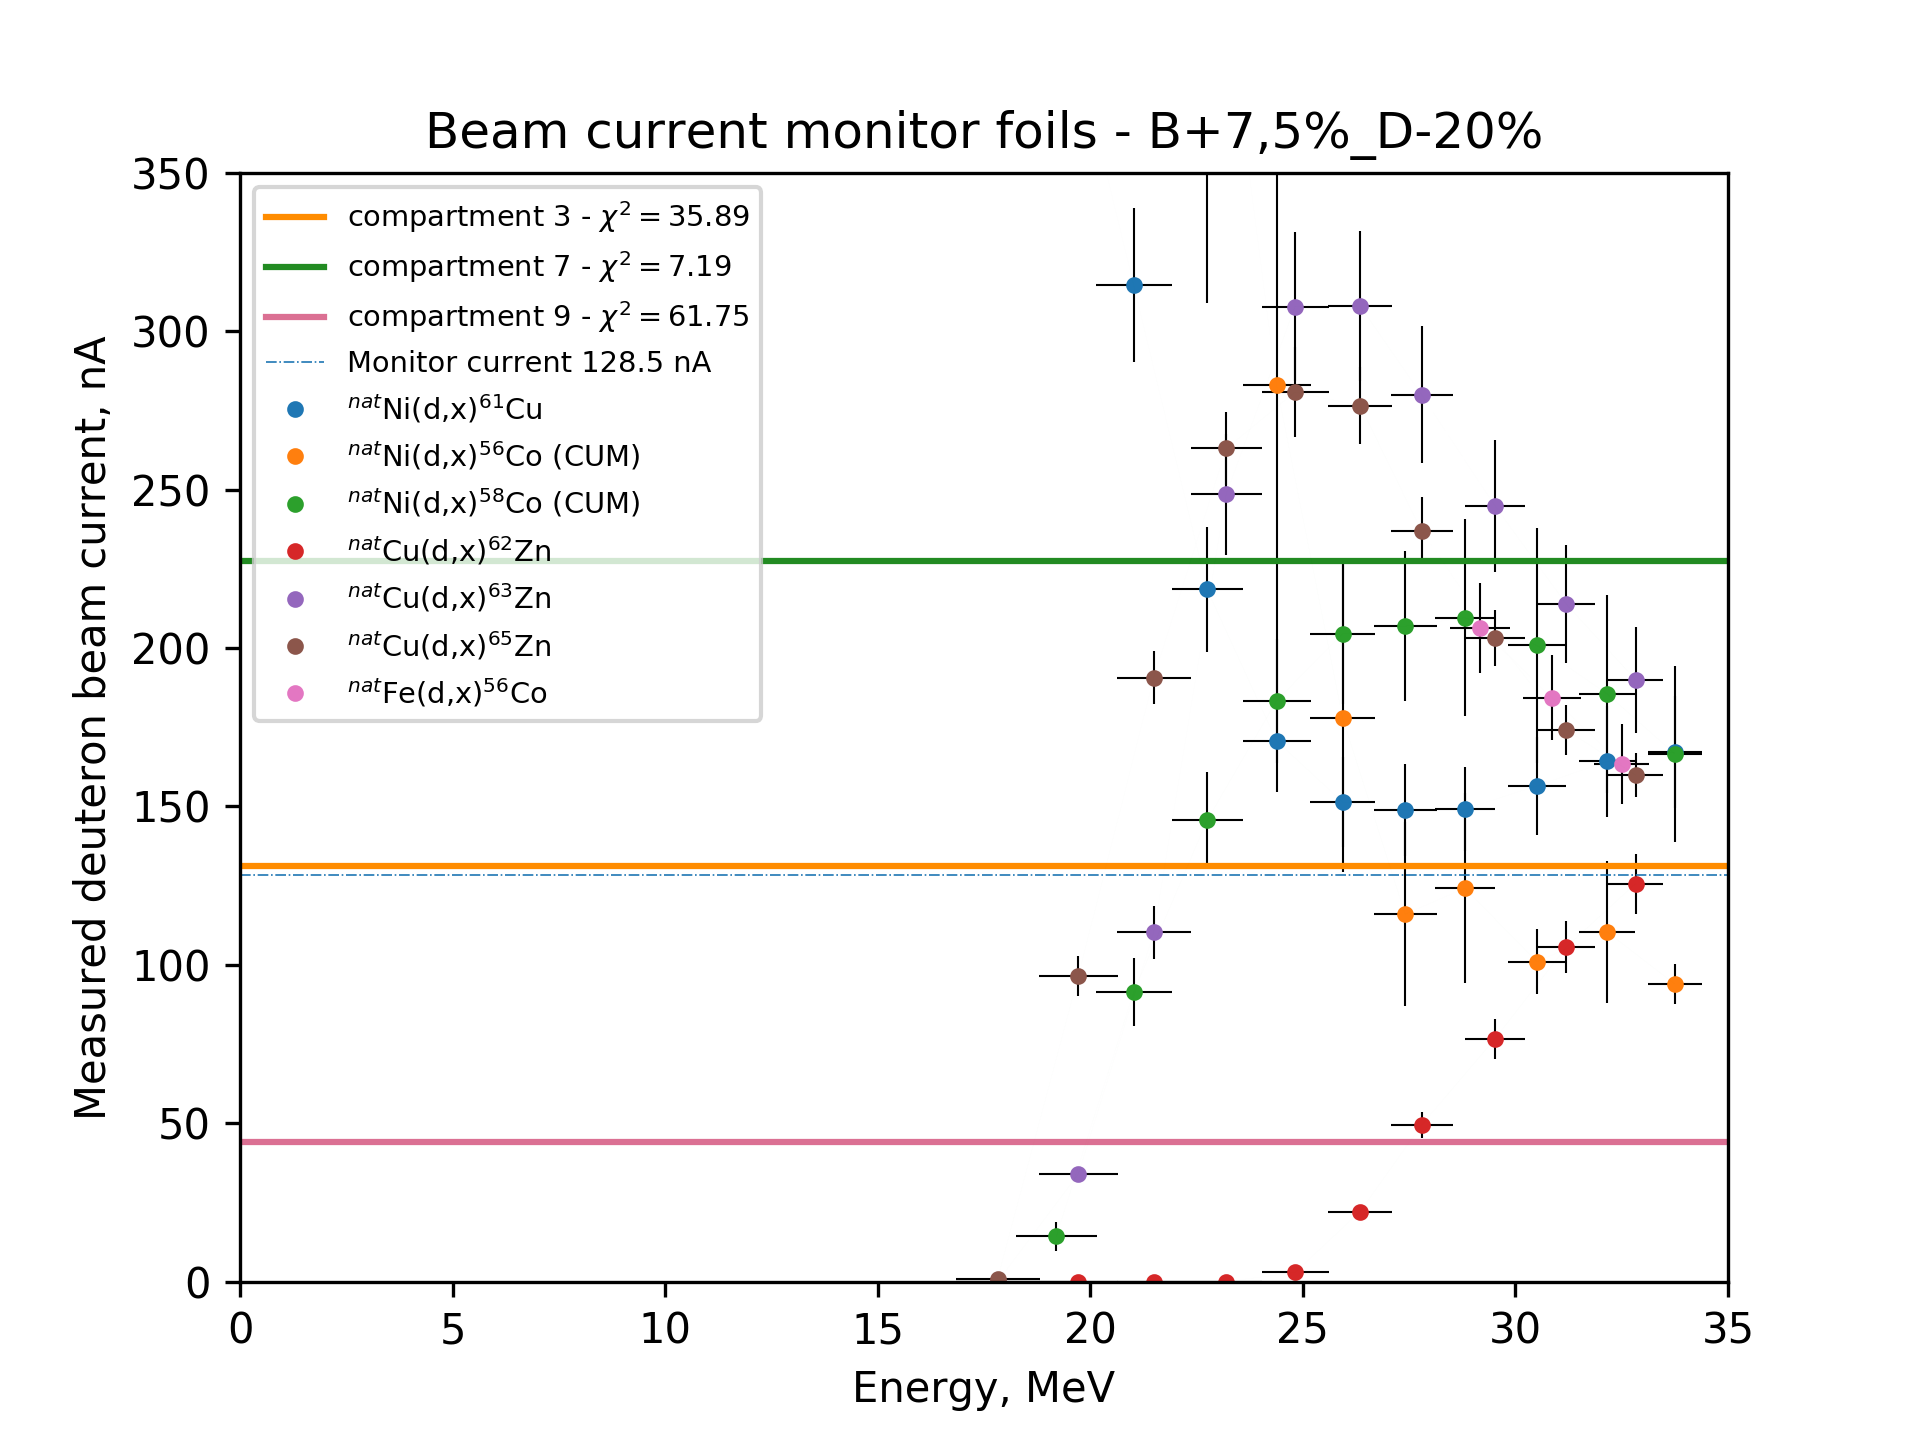 Beam current monitor foils - B+7,5%_D-20%
350
300
250
200
150
100
50
0
Measured deuteron beam current, nA
compartment 3 - χ² = 35.89
compartment 7 - χ² = 7.19
compartment 9 - χ² = 61.75
Monitor current 128.5 nA
ⁿᵃᵗNi(d,x)⁶¹Cu
ⁿᵃᵗNi(d,x)⁵⁶Co (CUM)
ⁿᵃᵗNi(d,x)⁵⁸Co (CUM)
ⁿᵃᵗCu(d,x)⁶²Zn
ⁿᵃᵗCu(d,x)⁶³Zn
ⁿᵃᵗCu(d,x)⁶⁵Zn
ⁿᵃᵗFe(d,x)⁵⁶Co
0 5 10 15 20 25 30 35
Energy, MeV